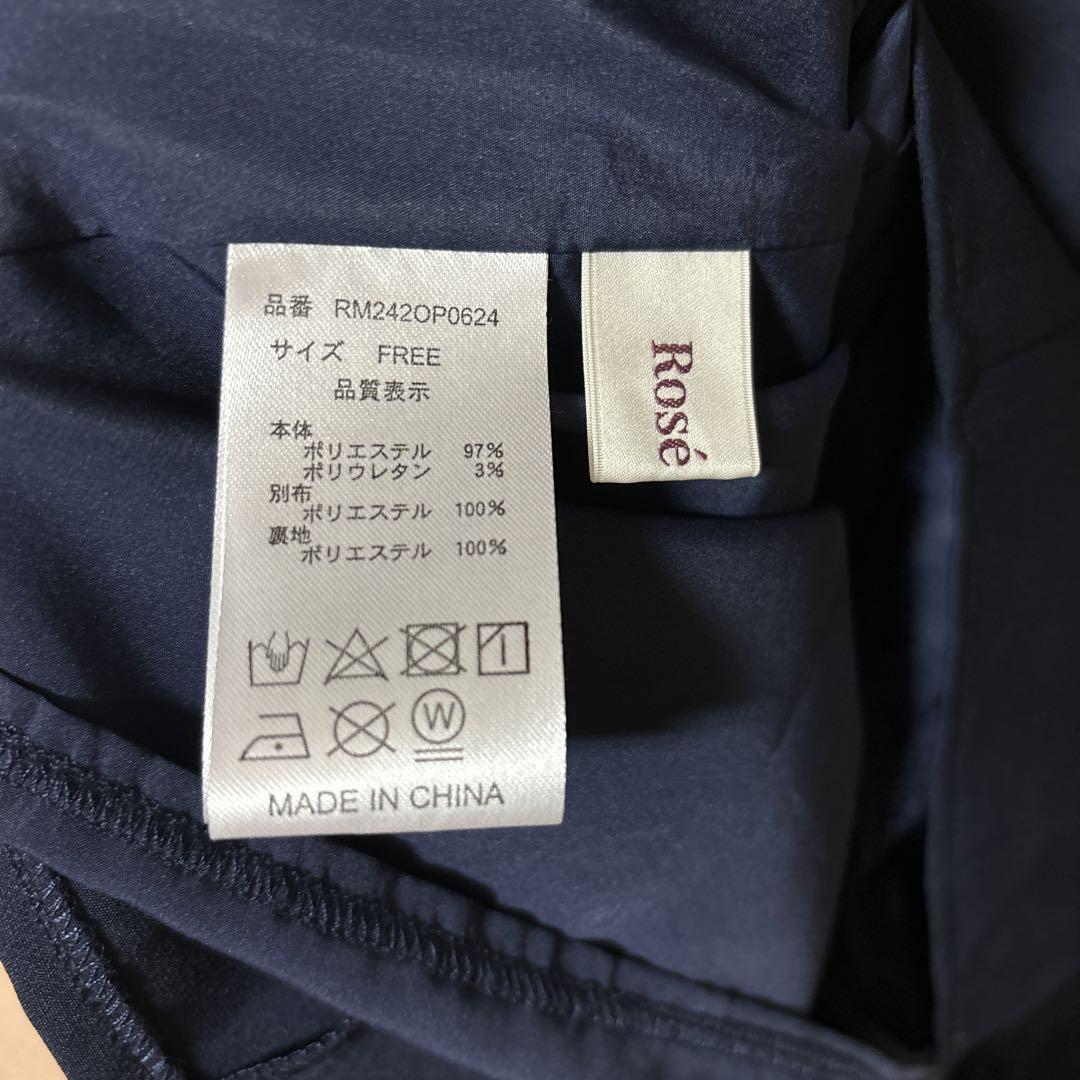 品番 RM242OP0624
サイズ FREE
品質表示
本体
ポリエステル 97%
ポリウレタン 3%
別布
ポリエステル 100%
裏地
ポリエステル 100%
W
MADE IN CHINA
Rosé